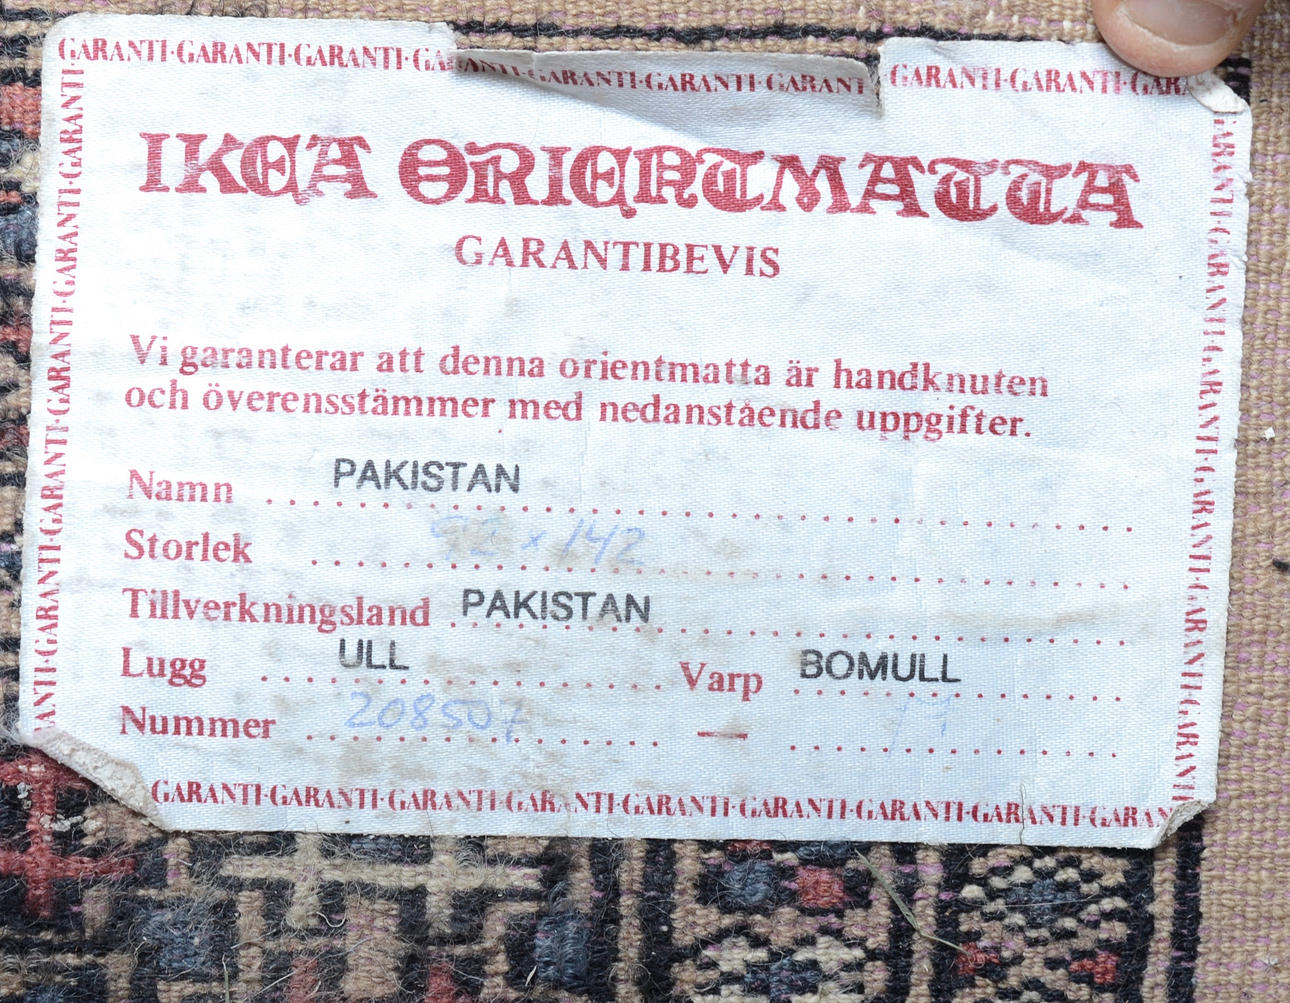 GARANTI·GARANTI·GARANTI·GARANTI·GARANTI·GARANTI·GARANTI GARANTI·GARANTI·GARA
IKEA ORIENTMATTA
GARANTIBEVIS
Vi garanterar att denna orientmatta är handknuten
och överensstämmer med nedanstående uppgifter.
Namn PAKISTAN
Storlek 92 x 142
Tillverkningsland PAKISTAN
Lugg ULL Varp BOMULL
Nummer 208507 —
GARANTI·GARANTI·GARANTI·GARANTI·GARANTI·GARANTI·GARANTI·GARANTI·GARAN